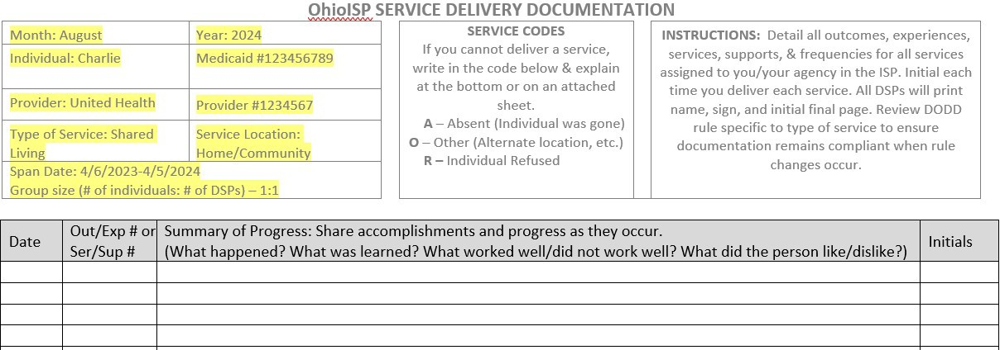 OhioISP SERVICE DELIVERY DOCUMENTATION
Month: August
Year: 2024
Individual: Charlie
Medicaid #123456789
Provider: United Health
Provider #1234567
Type of Service: Shared
Living
Service Location:
Home/Community
Span Date: 4/6/2023-4/5/2024
Group size (# of individuals: # of DSPs) – 1:1
SERVICE CODES
If you cannot deliver a service,
write in the code below & explain
at the bottom or on an attached
sheet.
A – Absent (Individual was gone)
O – Other (Alternate location, etc.)
R – Individual Refused
INSTRUCTIONS: Detail all outcomes, experiences,
services, supports, & frequencies for all services
assigned to you/your agency in the ISP. Initial each
time you deliver each service. All DSPs will print
name, sign, and initial final page. Review DODD
rule specific to type of service to ensure
documentation remains compliant when rule
changes occur.
Date
Out/Exp # or
Ser/Sup #
Summary of Progress: Share accomplishments and progress as they occur.
(What happened? What was learned? What worked well/did not work well? What did the person like/dislike?)
Initials